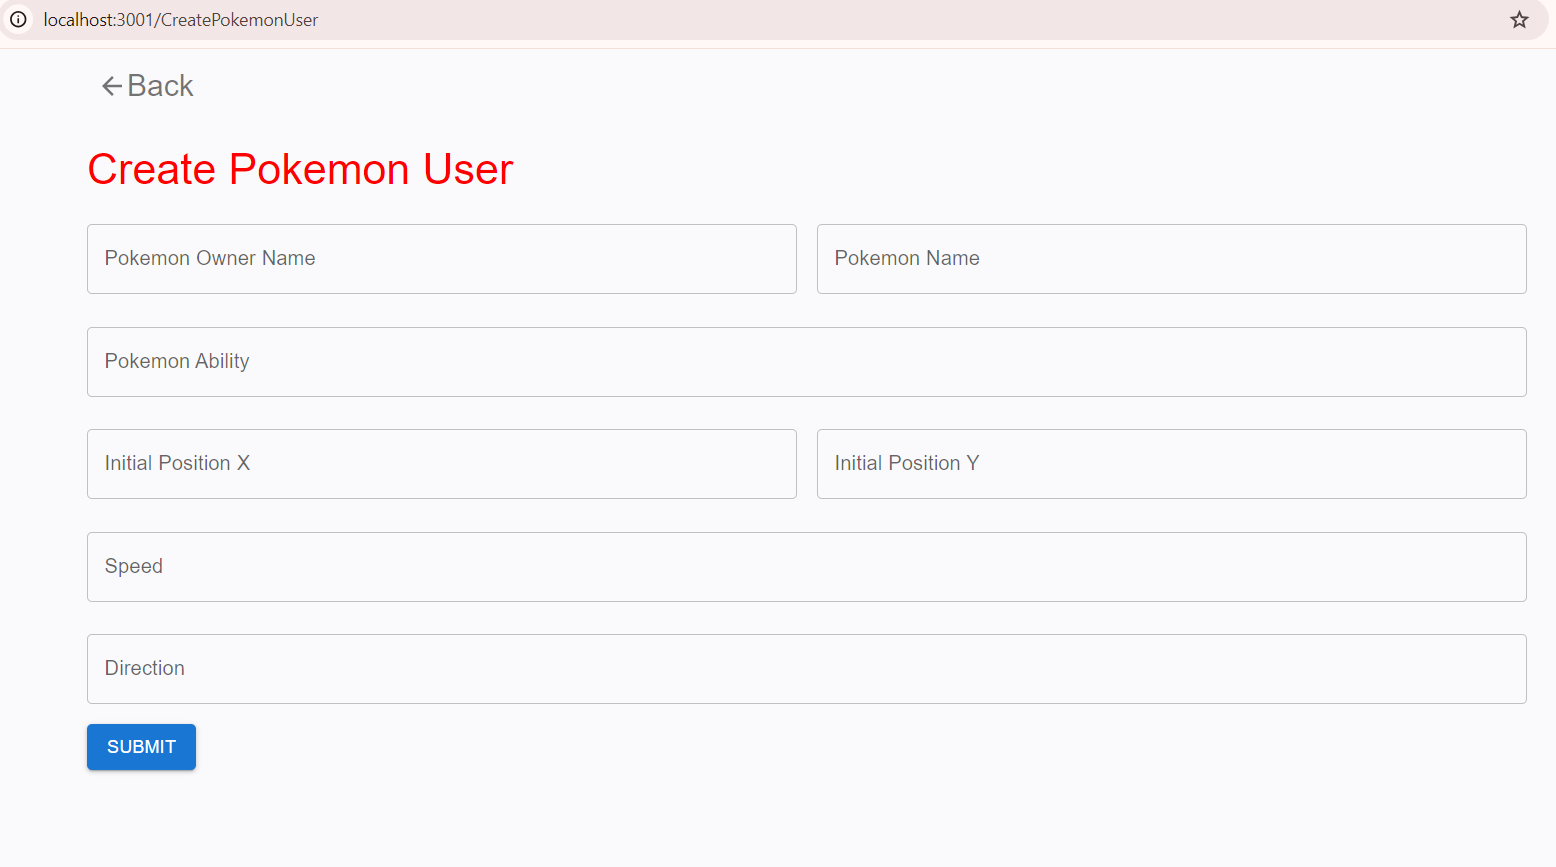 localhost:3001/CreatePokemonUser
Back
Create Pokemon User
Pokemon Owner Name
Pokemon Name
Pokemon Ability
Initial Position X
Initial Position Y
Speed
Direction
SUBMIT